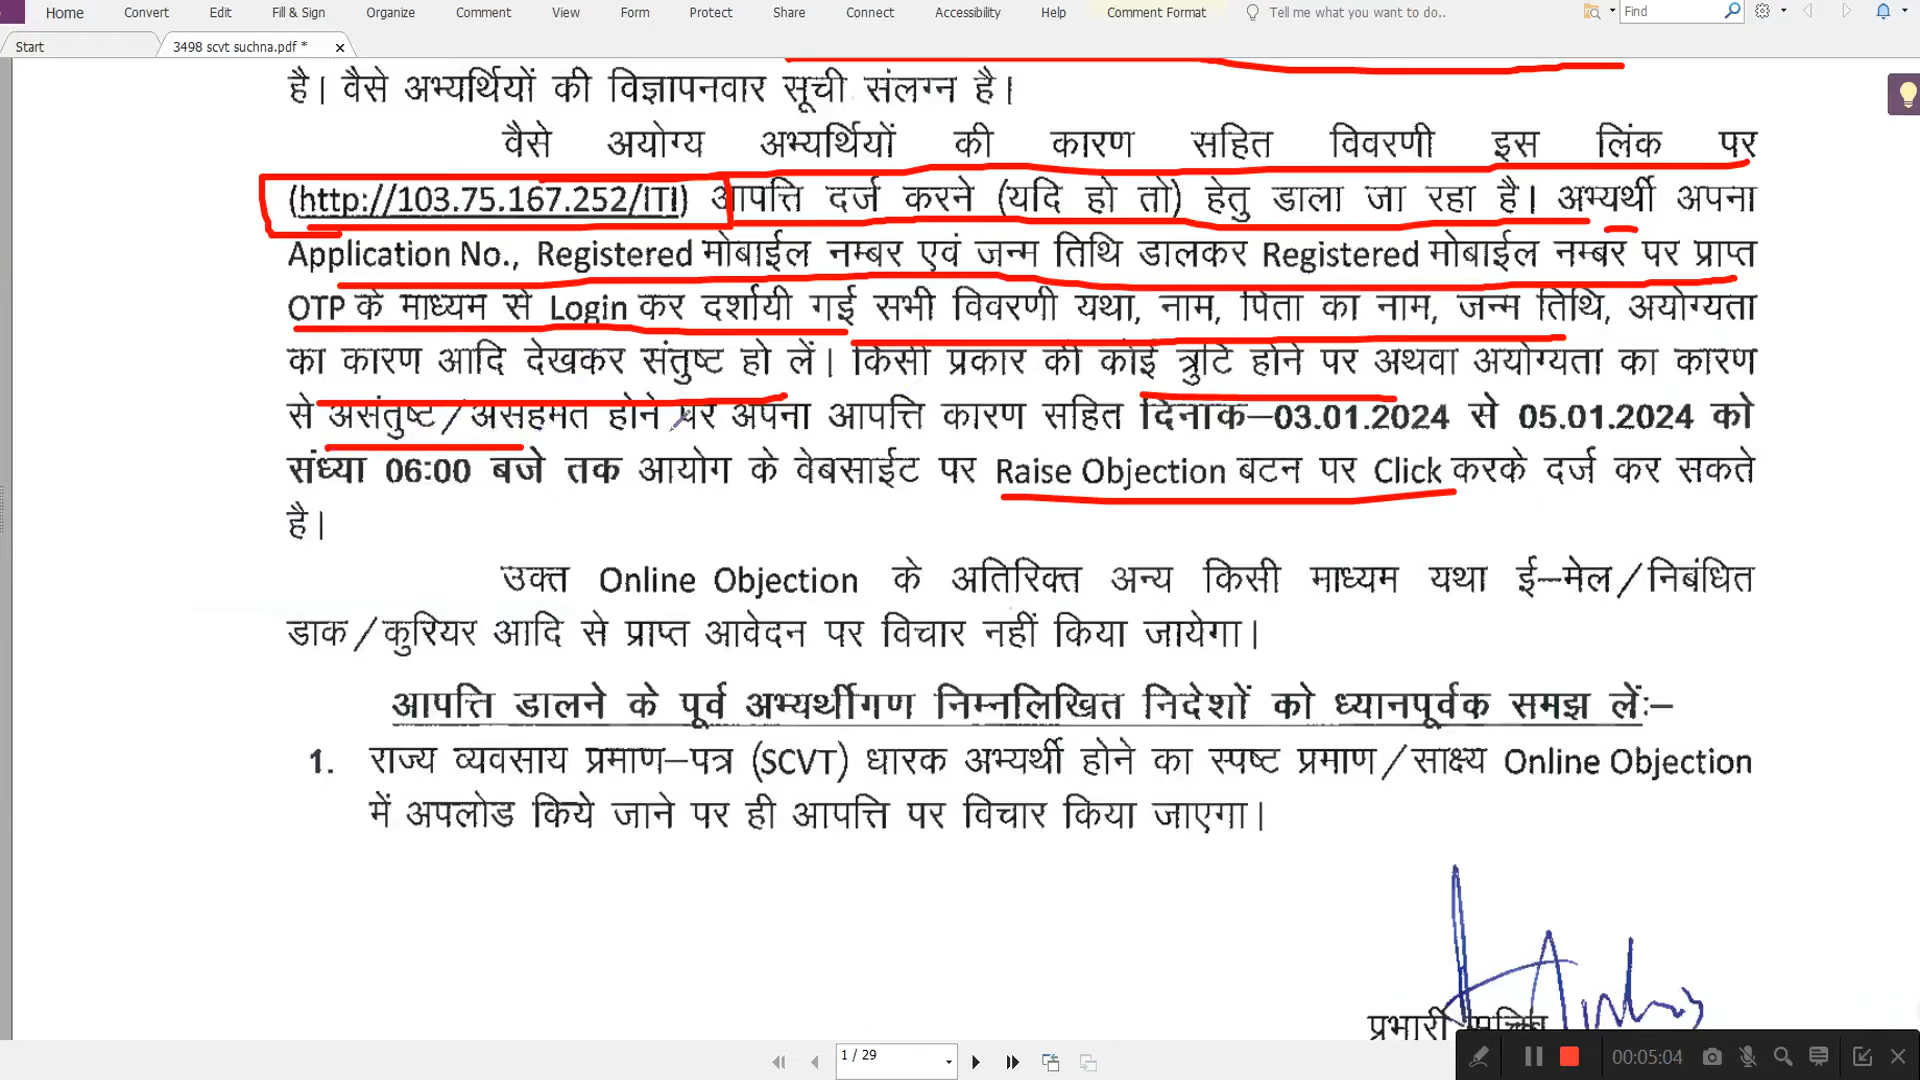 Home Convert Edit Fill & Sign Organize Comment View Form Protect Share Connect Accessibility Help Comment Format Tell me what you want to do.. Find
Start 3498 scvt suchna.pdf *
है। वैसे अभ्यर्थियों की विज्ञापनवार सूची संलग्न है।
वैसे अयोग्य अभ्यर्थियों की कारण सहित विवरणी इस लिंक पर
(http://103.75.167.252/ITI) आपत्ति दर्ज करने (यदि हो तो) हेतु डाला जा रहा है। अभ्यर्थी अपना
Application No., Registered मोबाईल नम्बर एवं जन्म तिथि डालकर Registered मोबाईल नम्बर पर प्राप्त
OTP के माध्यम से Login कर दर्शायी गई सभी विवरणी यथा, नाम, पिता का नाम, जन्म तिथि, अयोग्यता
का कारण आदि देखकर संतुष्ट हो लें। किसी प्रकार की कोई त्रुटि होने पर अथवा अयोग्यता का कारण
से असंतुष्ट/असहमत होने पर अपना आपत्ति कारण सहित दिनाक–03.01.2024 से 05.01.2024 को
संध्या 06:00 बजे तक आयोग के वेबसाईट पर Raise Objection बटन पर Click करके दर्ज कर सकते
है।
उक्त Online Objection के अतिरिक्त अन्य किसी माध्यम यथा ई–मेल/निबंधित
डाक/कुरियर आदि से प्राप्त आवेदन पर विचार नहीं किया जायेगा।
आपत्ति डालने के पूर्व अभ्यर्थीगण निम्नलिखित निदेशों को ध्यानपूर्वक समझ लें:–
1. राज्य व्यवसाय प्रमाण–पत्र (SCVT) धारक अभ्यर्थी होने का स्पष्ट प्रमाण/साक्ष्य Online Objection
में अपलोड किये जाने पर ही आपत्ति पर विचार किया जाएगा।
प्रभारी सचिव
1 / 29
00:05:04